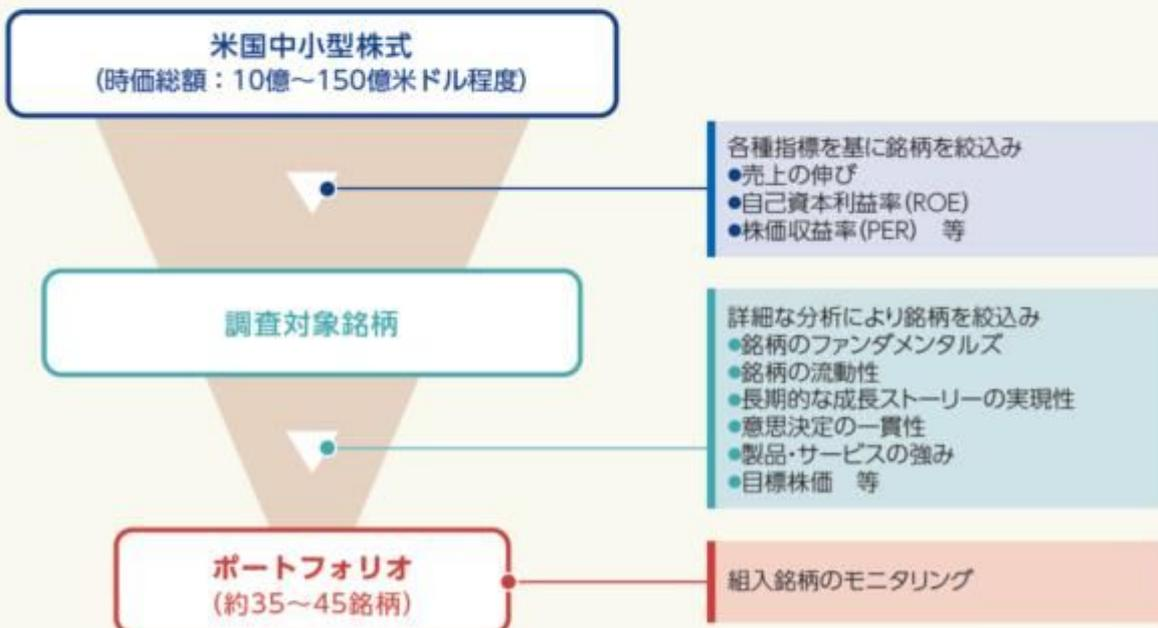 米国中小型株式
(時価総額：10億～150億米ドル程度)
各種指標を基に銘柄を絞込み
●売上の伸び
●自己資本利益率(ROE)
●株価収益率(PER)　等
調査対象銘柄
詳細な分析により銘柄を絞込み
●銘柄のファンダメンタルズ
●銘柄の流動性
●長期的な成長ストーリーの実現性
●意思決定の一貫性
●製品・サービスの強み
●目標株価　等
ポートフォリオ
(約35～45銘柄)
組入銘柄のモニタリング